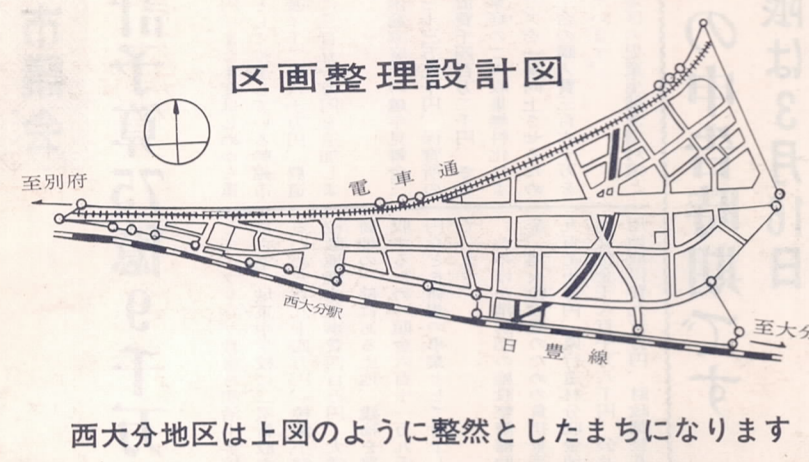 区画整理設計図
至別府
電車通
西大分駅
日豊線
至大分
西大分地区は上図のように整然としたまちになります